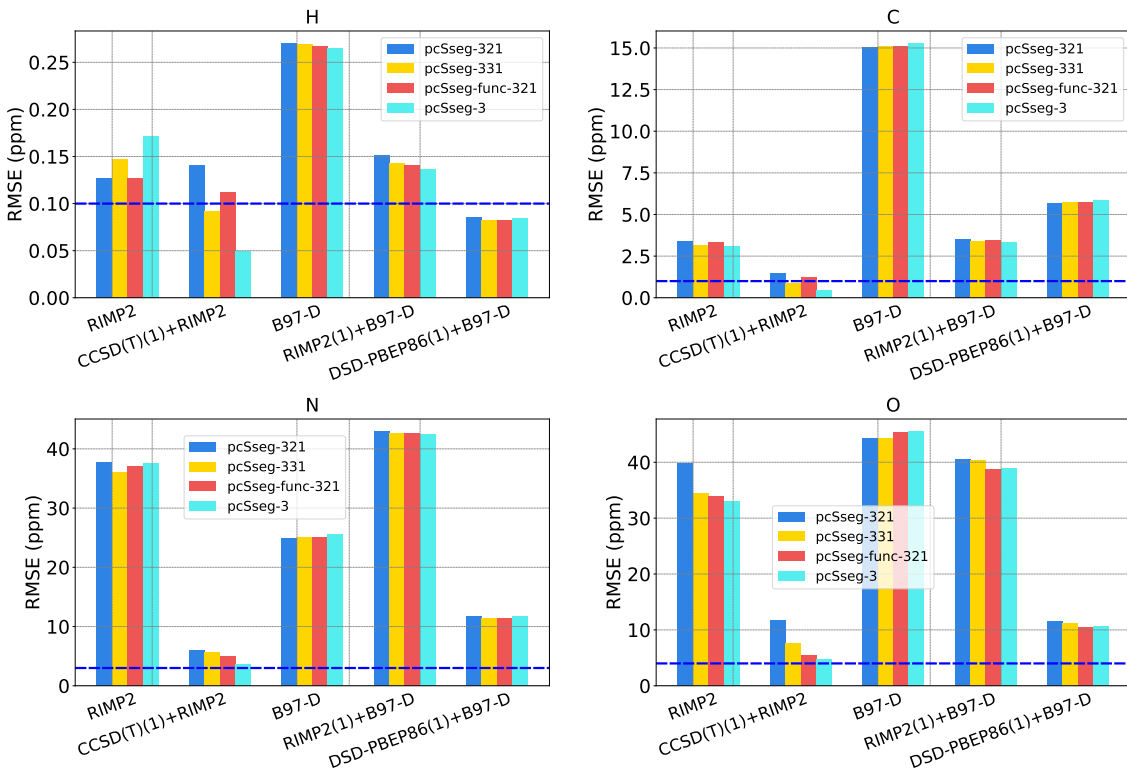 H
RMSE (ppm)
0.25
0.20
0.15
0.10
0.05
0.00
pcSseg-321
pcSseg-331
pcSseg-func-321
pcSseg-3
RIMP2
CCSD(T)(1)+RIMP2
B97-D
RIMP2(1)+B97-D
DSD-PBEP86(1)+B97-D
C
RMSE (ppm)
15.0
12.5
10.0
7.5
5.0
2.5
0.0
pcSseg-321
pcSseg-331
pcSseg-func-321
pcSseg-3
RIMP2
CCSD(T)(1)+RIMP2
B97-D
RIMP2(1)+B97-D
DSD-PBEP86(1)+B97-D
N
RMSE (ppm)
40
30
20
10
0
pcSseg-321
pcSseg-331
pcSseg-func-321
pcSseg-3
RIMP2
CCSD(T)(1)+RIMP2
B97-D
RIMP2(1)+B97-D
DSD-PBEP86(1)+B97-D
O
RMSE (ppm)
40
30
20
10
0
pcSseg-321
pcSseg-331
pcSseg-func-321
pcSseg-3
RIMP2
CCSD(T)(1)+RIMP2
B97-D
RIMP2(1)+B97-D
DSD-PBEP86(1)+B97-D